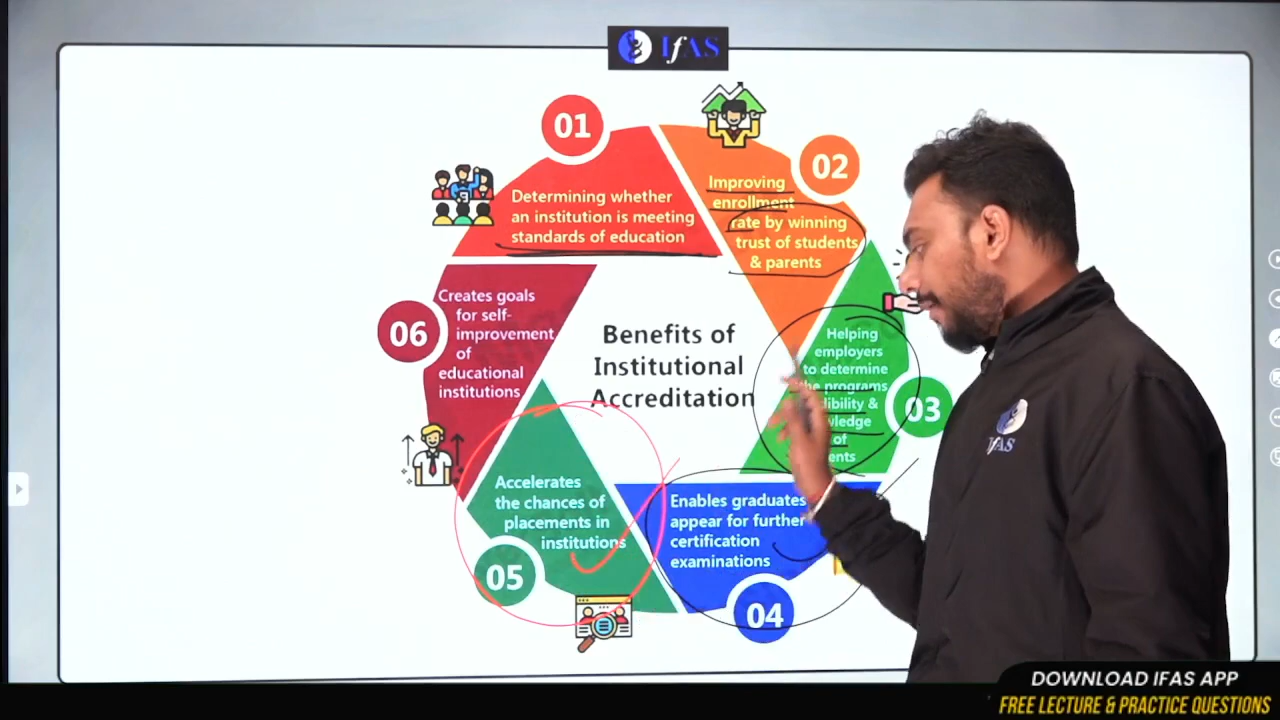 IfAS
01
Determining whether
an institution is meeting
standards of education
02
Improving
enrollment
rate by winning
trust of students
& parents
Helping
employers
to determine
the programs
&
of
03
Enables graduates
appear for further
certification
examinations
04
Accelerates
the chances of
placements in
institutions
05
Creates goals
for self-
improvement
of
educational
institutions
06
Benefits of
Institutional
Accreditation
IfAS
DOWNLOAD IFAS APP
FREE LECTURE & PRACTICE QUESTIONS